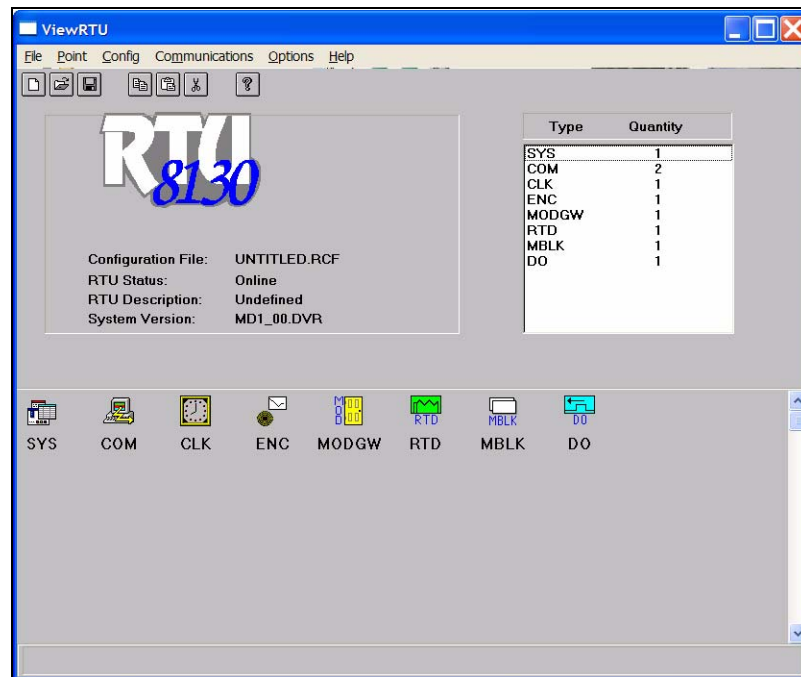 ViewRTU
File Point Config Communications Options Help
RTU
8130
Type Quantity
SYS 1
COM 2
CLK 1
ENC 1
MODGW 1
RTD 1
MBLK 1
DO 1
Configuration File: UNTITLED.RCF
RTU Status: Online
RTU Description: Undefined
System Version: MD1_00.DVR
MOD RTD MBLK DO
SYS COM CLK ENC MODGW RTD MBLK DO